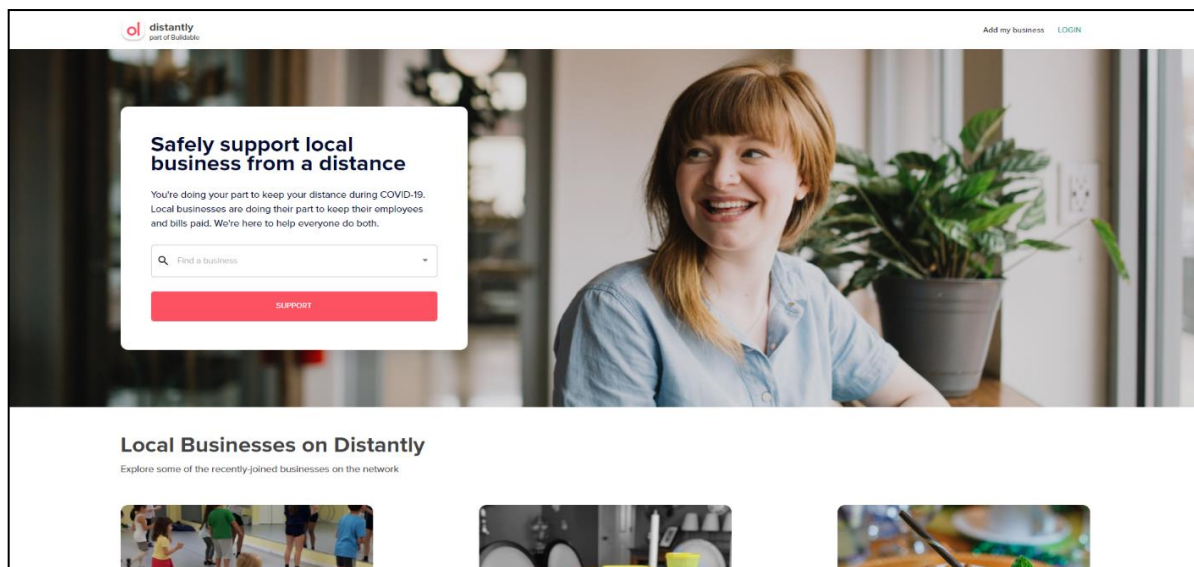 distantly
part of Buildable
Add my business LOGIN
Safely support local
business from a distance
You're doing your part to keep your distance during COVID-19.
Local businesses are doing their part to keep their employees
and bills paid. We're here to help everyone do both.
Find a business
SUPPORT
Local Businesses on Distantly
Explore some of the recently-joined businesses on the network